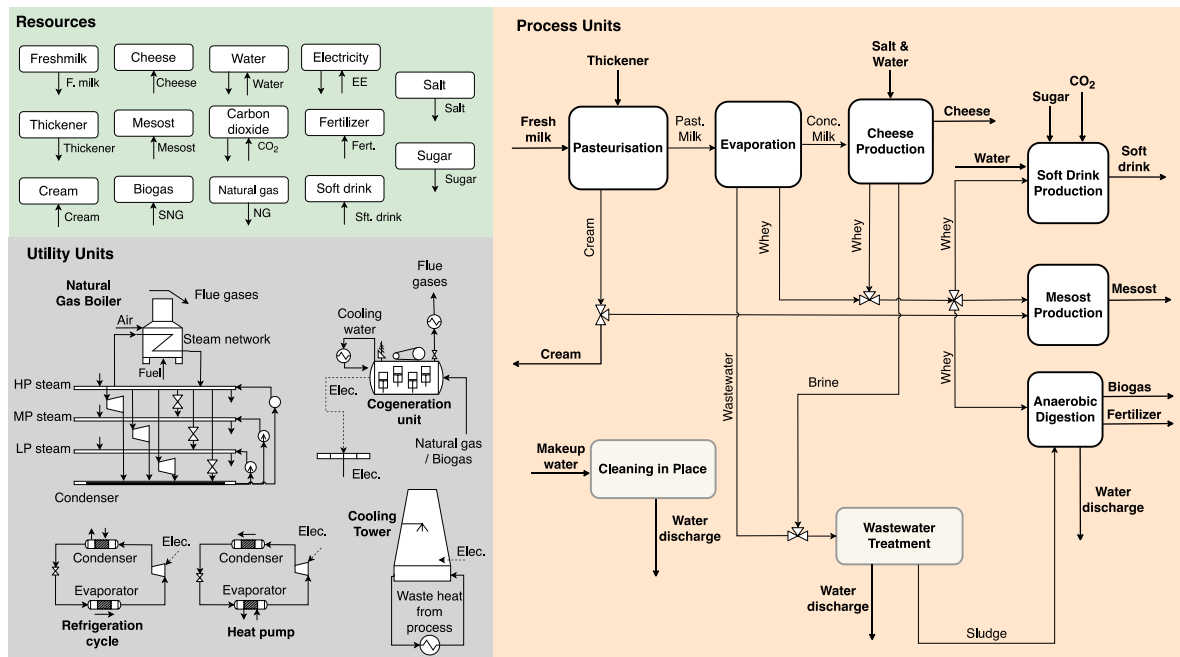 Resources
Freshmilk
F. milk
Cheese
Cheese
Water
Water
Electricity
EE
Salt
Salt
Thickener
Thickener
Mesost
Mesost
Carbon
dioxide
CO2
Fertilizer
Fert.
Sugar
Sugar
Cream
Cream
Biogas
SNG
Natural gas
NG
Soft drink
Sft. drink
Utility Units
Natural
Gas Boiler
Flue gases
Air
Steam network
Fuel
HP steam
MP steam
LP steam
Condenser
Flue
gases
Cooling
water
Elec.
Cogeneration
unit
Natural gas
/ Biogas
Elec.
Cooling
Tower
Elec.
Waste heat
from
process
Condenser
Elec.
Evaporator
Refrigeration
cycle
Condenser
Elec.
Evaporator
Heat pump
Process Units
Thickener
Fresh
milk
Pasteurisation
Past.
Milk
Evaporation
Conc.
Milk
Salt &
Water
Cheese
Production
Cheese
Sugar
CO2
Water
Soft Drink
Production
Soft
drink
Cream
Whey
Whey
Whey
Mesost
Production
Mesost
Cream
Wastewater
Brine
Whey
Anaerobic
Digestion
Biogas
Fertilizer
Makeup
water
Cleaning in Place
Water
discharge
Wastewater
Treatment
Water
discharge
Water
discharge
Sludge